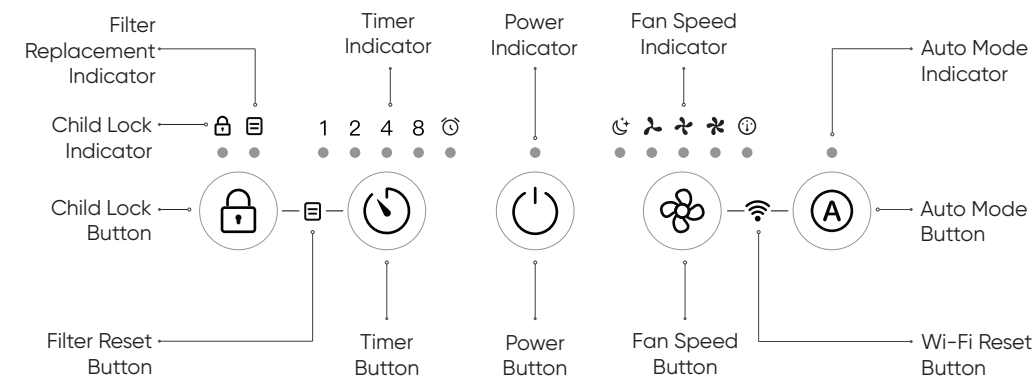 Filter
Replacement
Indicator
Timer
Indicator
Power
Indicator
Fan Speed
Indicator
Auto Mode
Indicator
Child Lock
Indicator
1 2 4 8
Child Lock
Button
A
Auto Mode
Button
Filter Reset
Button
Timer
Button
Power
Button
Fan Speed
Button
Wi-Fi Reset
Button